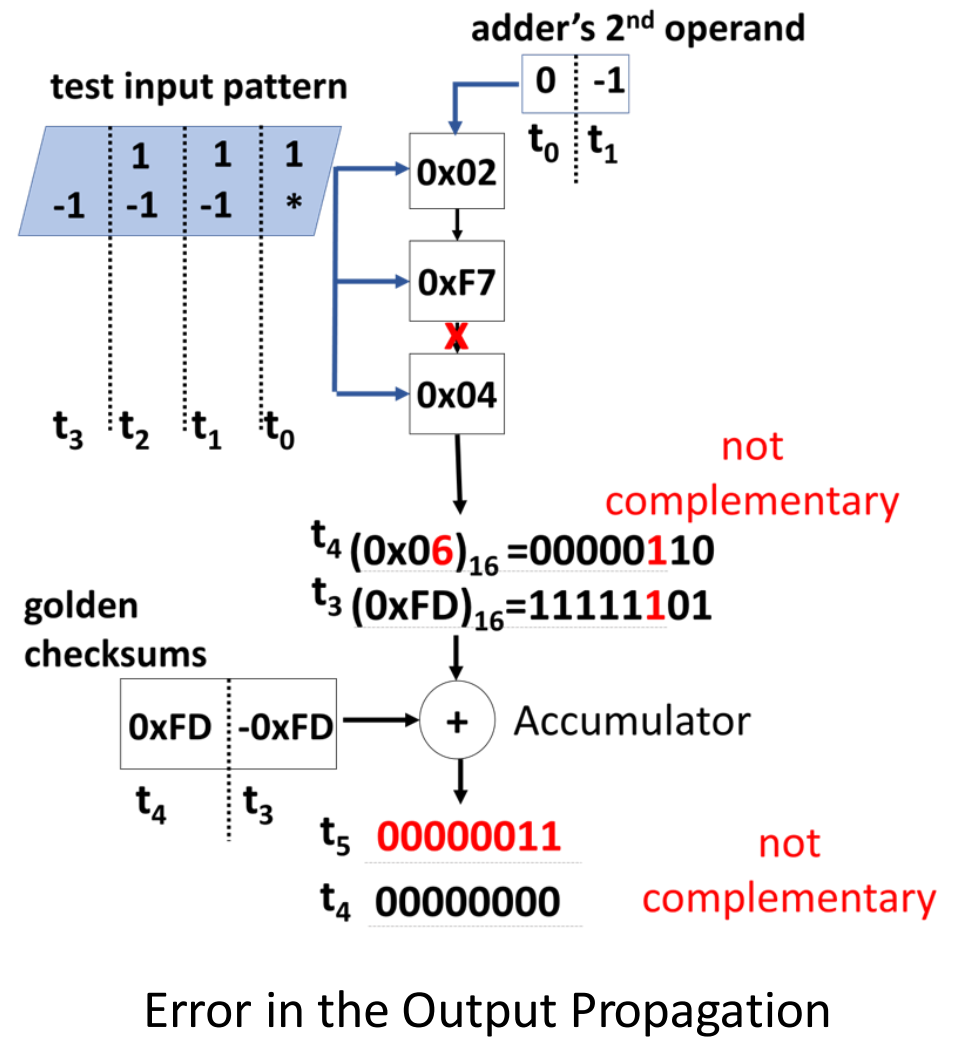 adder's 2nd operand
test input pattern
0 -1
t0 t1
1 1 1
-1 -1 -1 *
0x02
0xF7
X
0x04
t3 t2 t1 t0
not
complementary
t4 (0x06)16 =00000110
t3 (0xFD)16=11111101
golden
checksums
0xFD -0xFD
+ Accumulator
t4 t3
t5 00000011
t4 00000000
not
complementary
Error in the Output Propagation